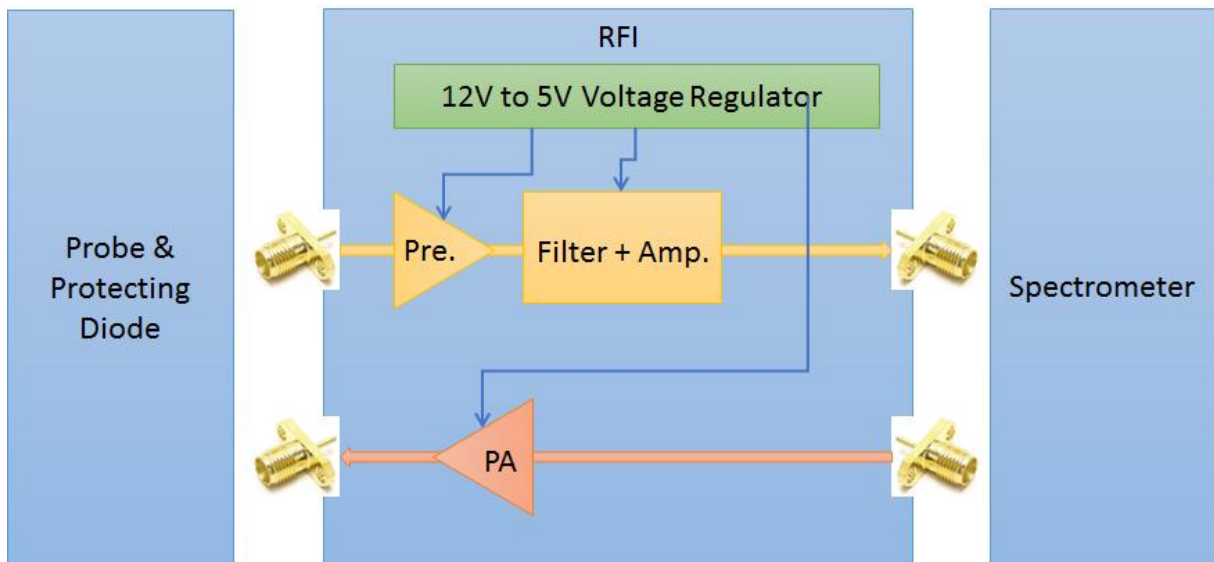 RFI
12V to 5V Voltage Regulator
Pre.
Filter + Amp.
Probe &
Protecting
Diode
Spectrometer
PA